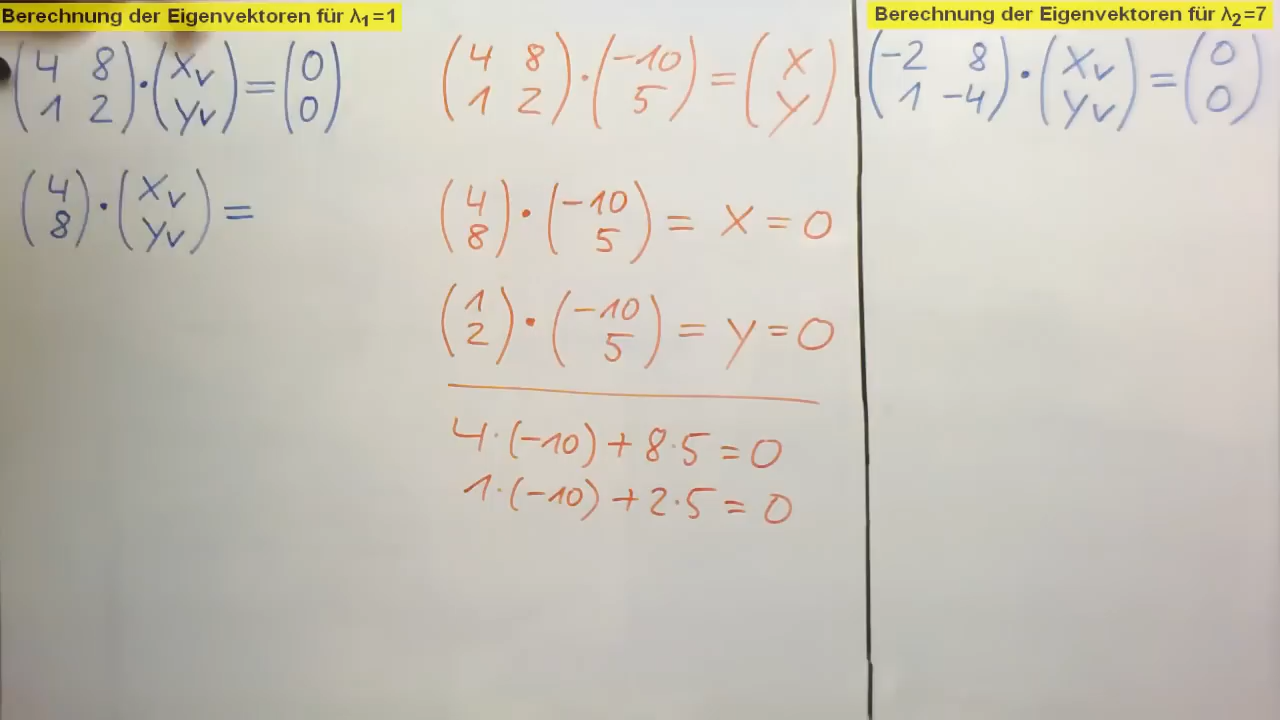 Berechnung der Eigenvektoren für λ₁=1
(4 8
1 2) · (xᵥ
yᵥ) = (0
0)
(4
8) · (xᵥ
yᵥ) =
(4 8
1 2) · (-10
5) = (x
y)
(4
8) · (-10
5) = x = 0
(1
2) · (-10
5) = y = 0
4·(-10) + 8·5 = 0
1·(-10) + 2·5 = 0
Berechnung der Eigenvektoren für λ₂=7
(-2 8
1 -4) · (xᵥ
yᵥ) = (0
0)